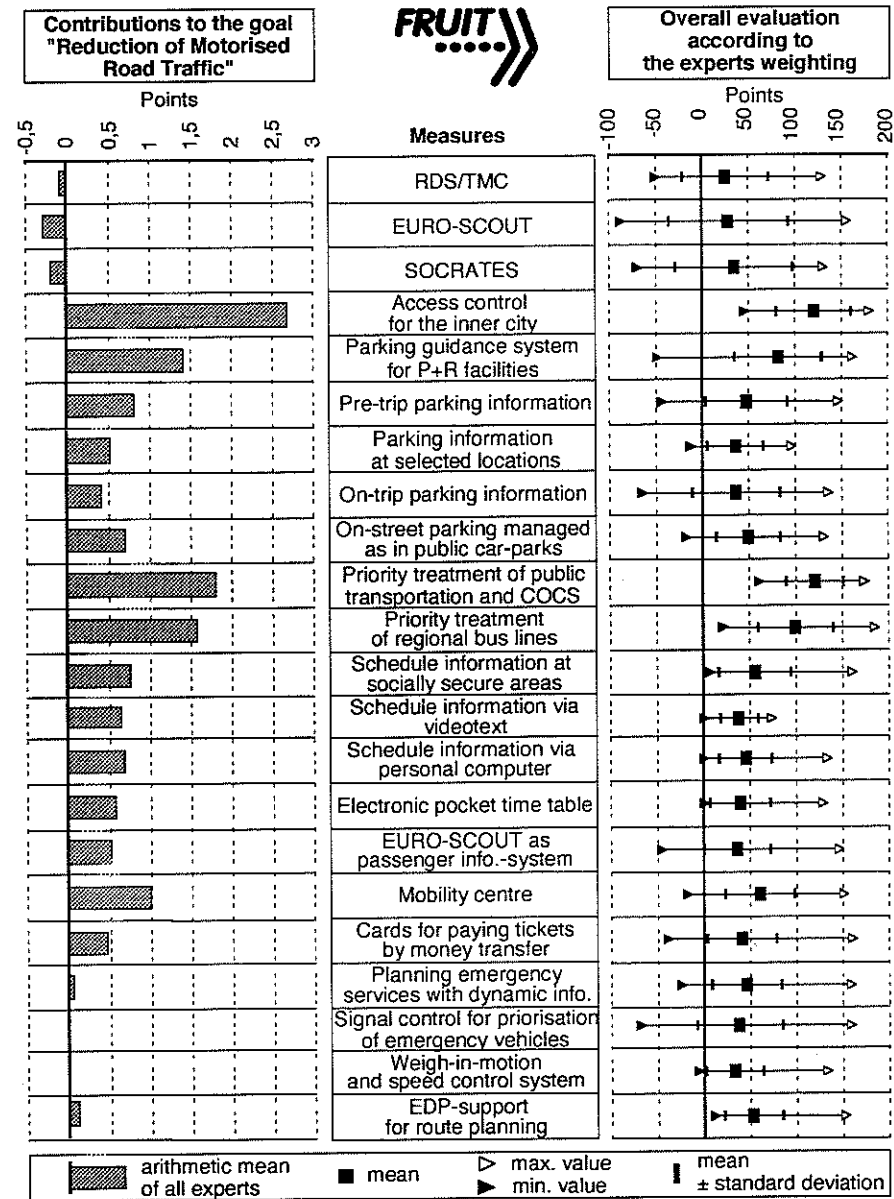 Contributions to the goal
"Reduction of Motorised
Road Traffic"
FRUIT
Overall evaluation
according to
the experts weighting
Points
-0,5
0
0,5
1
1,5
2
2,5
3
Measures
Points
-100
-50
0
50
100
150
200
RDS/TMC
EURO-SCOUT
SOCRATES
Access control
for the inner city
Parking guidance system
for P+R facilities
Pre-trip parking information
Parking information
at selected locations
On-trip parking information
On-street parking managed
as in public car-parks
Priority treatment of public
transportation and COCS
Priority treatment
of regional bus lines
Schedule information at
socially secure areas
Schedule information via
videotext
Schedule information via
personal computer
Electronic pocket time table
EURO-SCOUT as
passenger info.-system
Mobility centre
Cards for paying tickets
by money transfer
Planning emergency
services with dynamic info.
Signal control for priorisation
of emergency vehicles
Weigh-in-motion
and speed control system
EDP-support
for route planning
arithmetic mean
of all experts
mean
max. value
min. value
mean
± standard deviation